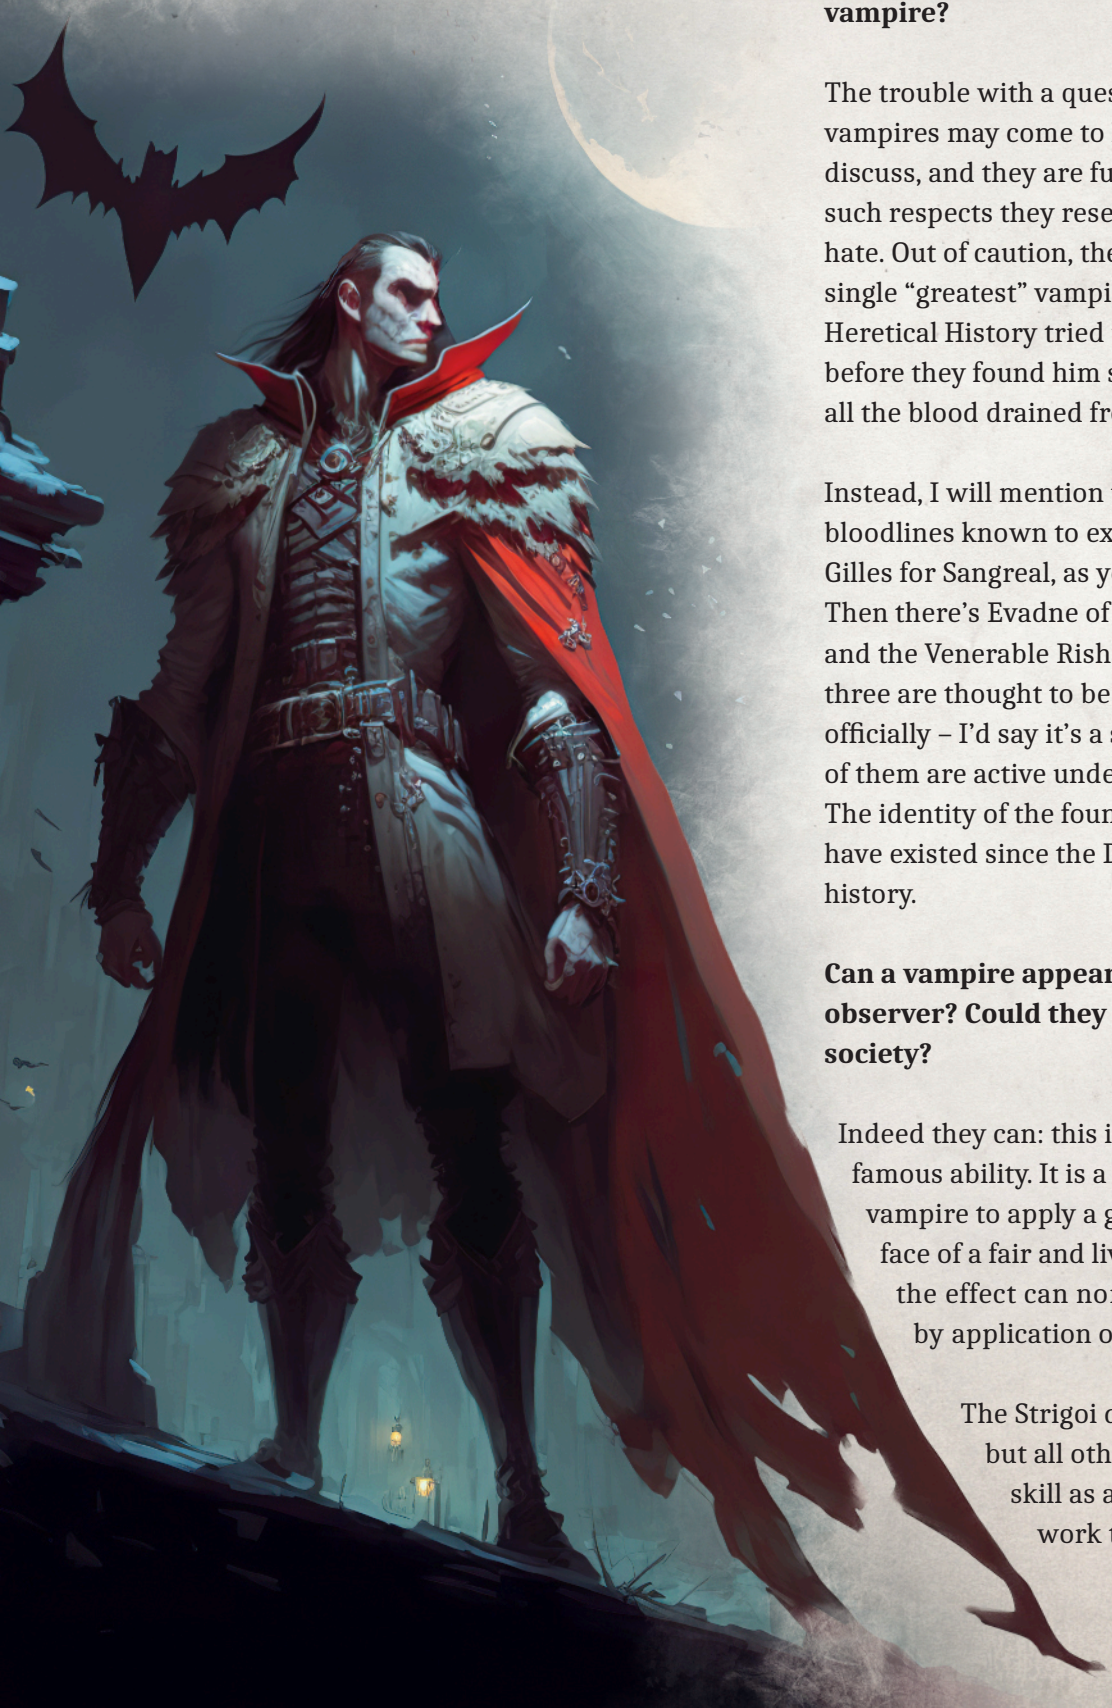 vampire?
The trouble with a ques
vampires may come to
discuss, and they are fu
such respects they rese
hate. Out of caution, the
single “greatest” vampi
Heretical History tried
before they found him s
all the blood drained fr
Instead, I will mention
bloodlines known to ex
Gilles for Sangreal, as y
Then there’s Evadne of
and the Venerable Rish
three are thought to be
officially – I’d say it’s a s
of them are active unde
The identity of the foun
have existed since the
history.
Can a vampire appear
observer? Could they
society?
Indeed they can: this i
famous ability. It is a
vampire to apply a g
face of a fair and liv
the effect can nor
by application o
The Strigoi
but all oth
skill as a
work t